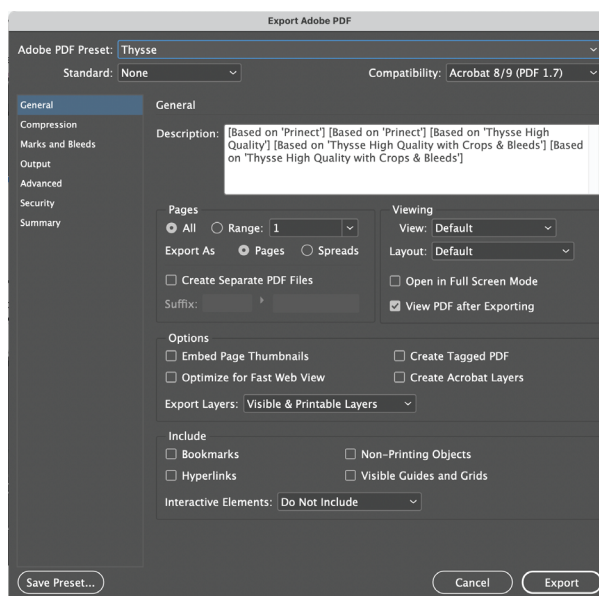 Export Adobe PDF
Adobe PDF Preset: Thysse
Standard: None
Compatibility: Acrobat 8/9 (PDF 1.7)
General
Compression
Marks and Bleeds
Output
Advanced
Security
Summary
General
Description: [Based on 'Prinect'] [Based on 'Prinect'] [Based on 'Thysse High
Quality'] [Based on 'Thysse High Quality with Crops & Bleeds'] [Based
on 'Thysse High Quality with Crops & Bleeds']
Pages
All Range: 1
Export As Pages Spreads
Create Separate PDF Files
Suffix:
Viewing
View: Default
Layout: Default
Open in Full Screen Mode
View PDF after Exporting
Options
Embed Page Thumbnails
Create Tagged PDF
Optimize for Fast Web View
Create Acrobat Layers
Export Layers: Visible & Printable Layers
Include
Bookmarks
Non-Printing Objects
Hyperlinks
Visible Guides and Grids
Interactive Elements: Do Not Include
Save Preset...
Cancel
Export